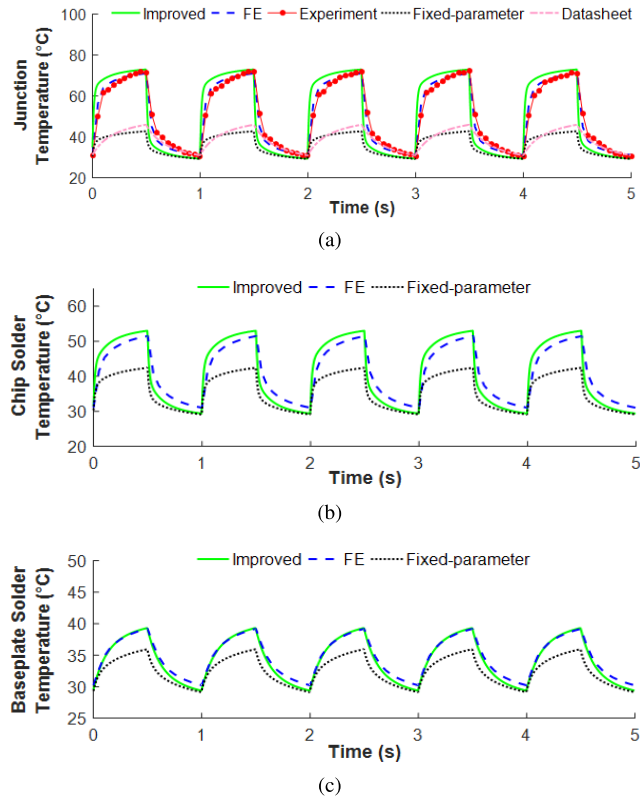 Improved FE Experiment Fixed-parameter Datasheet
Junction
Temperature (°C)
100
80
60
40
20
0 1 2 3 4 5
Time (s)
(a)
Improved FE Fixed-parameter
Chip Solder
Temperature (°C)
60
50
40
30
20
0 1 2 3 4 5
Time (s)
(b)
Improved FE Fixed-parameter
Baseplate Solder
Temperature (°C)
50
45
40
35
30
25
0 1 2 3 4 5
Time (s)
(c)